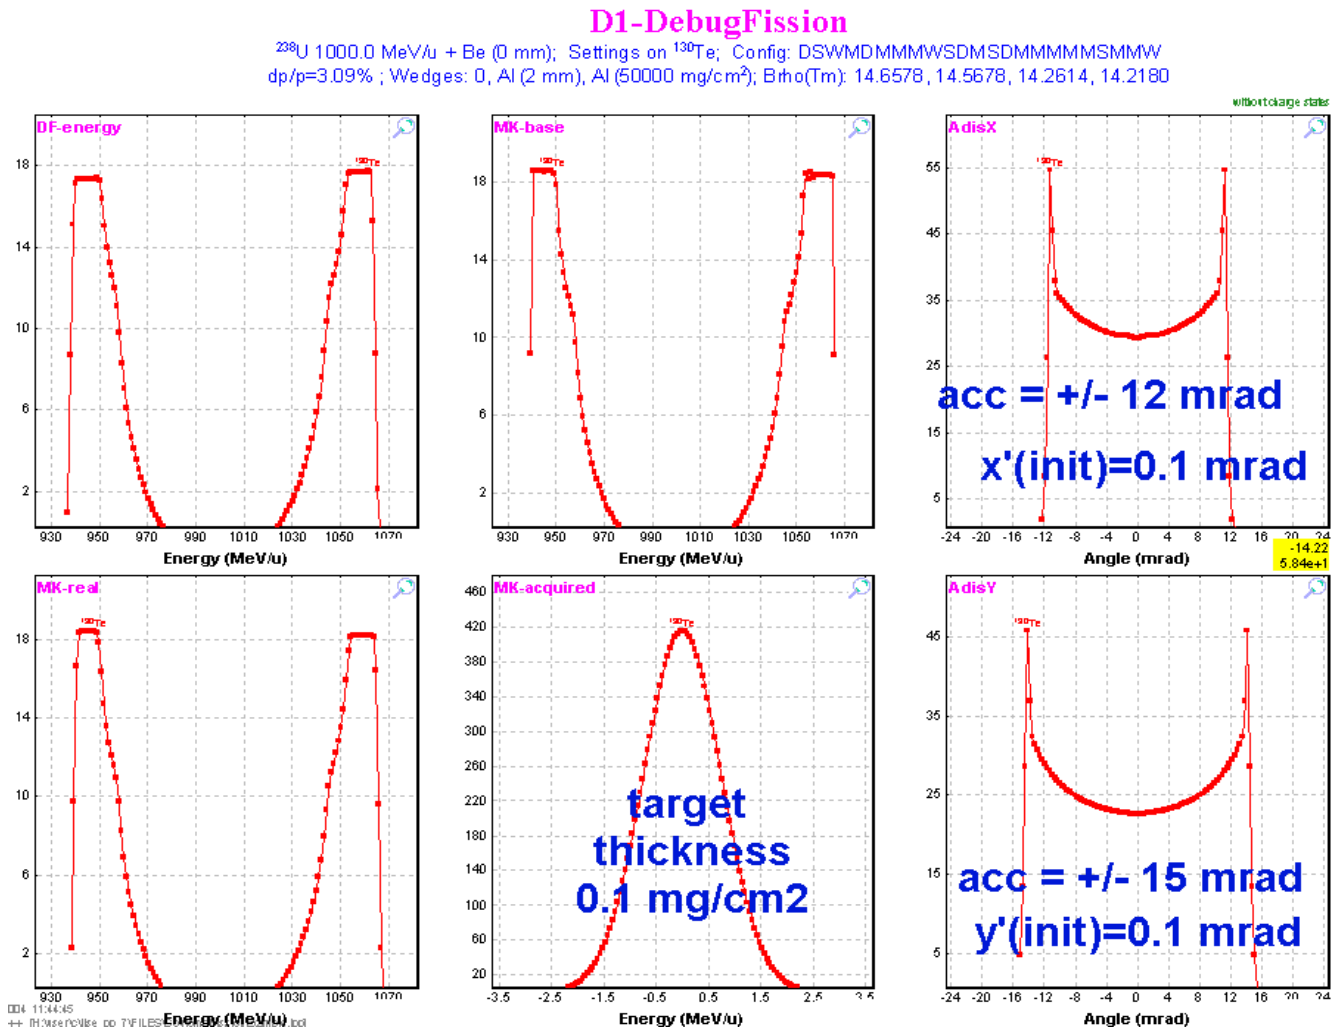 D1-DebugFission
²³⁸U 1000.0 MeV/u + Be (0 mm); Settings on ¹³⁰Te; Config: DSWMDMMMWSDMSDMMMMMSMMW
dp/p=3.09% ; Wedges: 0, Al (2 mm), Al (50000 mg/cm²); Brho(Tm): 14.6578, 14.5678, 14.2614, 14.2180
without charge states
DF-energy
¹³⁰Te
18
14
10
6
2
930 950 970 990 1010 1030 1050 1070
Energy (MeV/u)
MK-base
¹³⁰Te
18
14
10
6
2
930 950 970 990 1010 1030 1050 1070
Energy (MeV/u)
AdisX
¹³⁰Te
55
45
35
25
15
5
acc = +/- 12 mrad
x'(init)=0.1 mrad
-24 -20 -16 -12 -8 -4 0 4 8 12 16 20 24
Angle (mrad)
-14.22
5.84e+1
MK-real
¹³⁰Te
18
14
10
6
2
930 950 970 990 1010 1030 1050 1070
Energy (MeV/u)
MK-acquired
¹³⁰Te
460
420
380
340
300
260
220
180
140
100
60
20
target
thickness
0.1 mg/cm2
-3.5 -2.5 -1.5 -0.5 0.5 1.5 2.5 3.5
Energy (MeV/u)
AdisY
¹³⁰Te
45
35
25
15
5
acc = +/- 15 mrad
y'(init)=0.1 mrad
-24 -20 -16 -12 -8 -4 0 4 8 12 16 20 24
Angle (mrad)
11:44:45